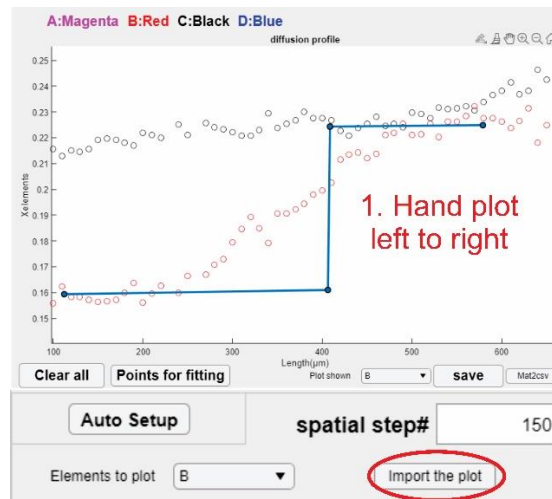 A:Magenta B:Red C:Black D:Blue
diffusion profile
0.25
0.24
0.23
0.22
0.21
0.2
0.19
0.18
0.17
0.16
0.15
Xelements
1. Hand plot
left to right
100 200 300 400 500 600
Length(μm)
Clear all Points for fitting Plot shown B save Mat2csv
Auto Setup spatial step# 150
Elements to plot B Import the plot